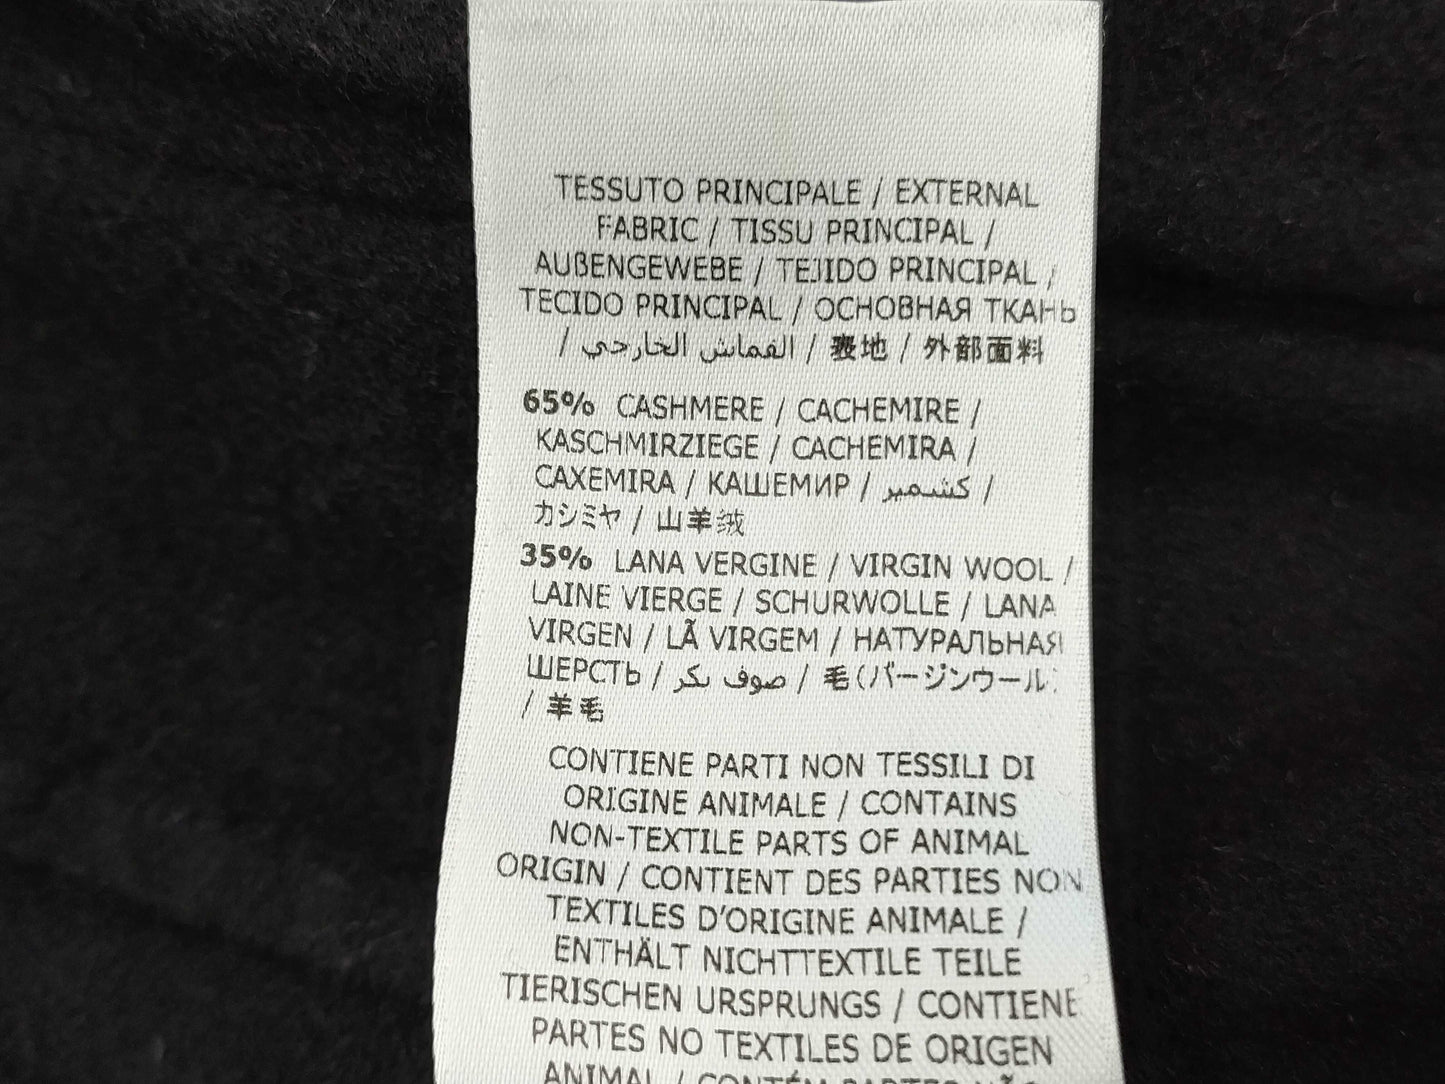 TESSUTO PRINCIPALE / EXTERNAL
FABRIC / TISSU PRINCIPAL /
AUßENGEWEBE / TEJIDO PRINCIPAL /
TECIDO PRINCIPAL / ОСНОВНАЯ ТКАНЬ
/ القماش الخارجي / 表地 / 外部面料
65% CASHMERE / CACHEMIRE /
KASCHMIRZIEGE / CACHEMIRA /
CAXEMIRA / КАШЕМИР / كشمير /
カシミヤ / 山羊绒
35% LANA VERGINE / VIRGIN WOOL /
LAINE VIERGE / SCHURWOLLE / LANA
VIRGEN / LÃ VIRGEM / НАТУРАЛЬНАЯ
ШЕРСТЬ / صوف بكر / 毛(バージンウール)
/ 羊毛
CONTIENE PARTI NON TESSILI DI
ORIGINE ANIMALE / CONTAINS
NON-TEXTILE PARTS OF ANIMAL
ORIGIN / CONTIENT DES PARTIES NON
TEXTILES D'ORIGINE ANIMALE /
ENTHÄLT NICHTTEXTILE TEILE
TIERISCHEN URSPRUNGS / CONTIENE
PARTES NO TEXTILES DE ORIGEN
ANIMAL / CONTÉM PARTES NÃO